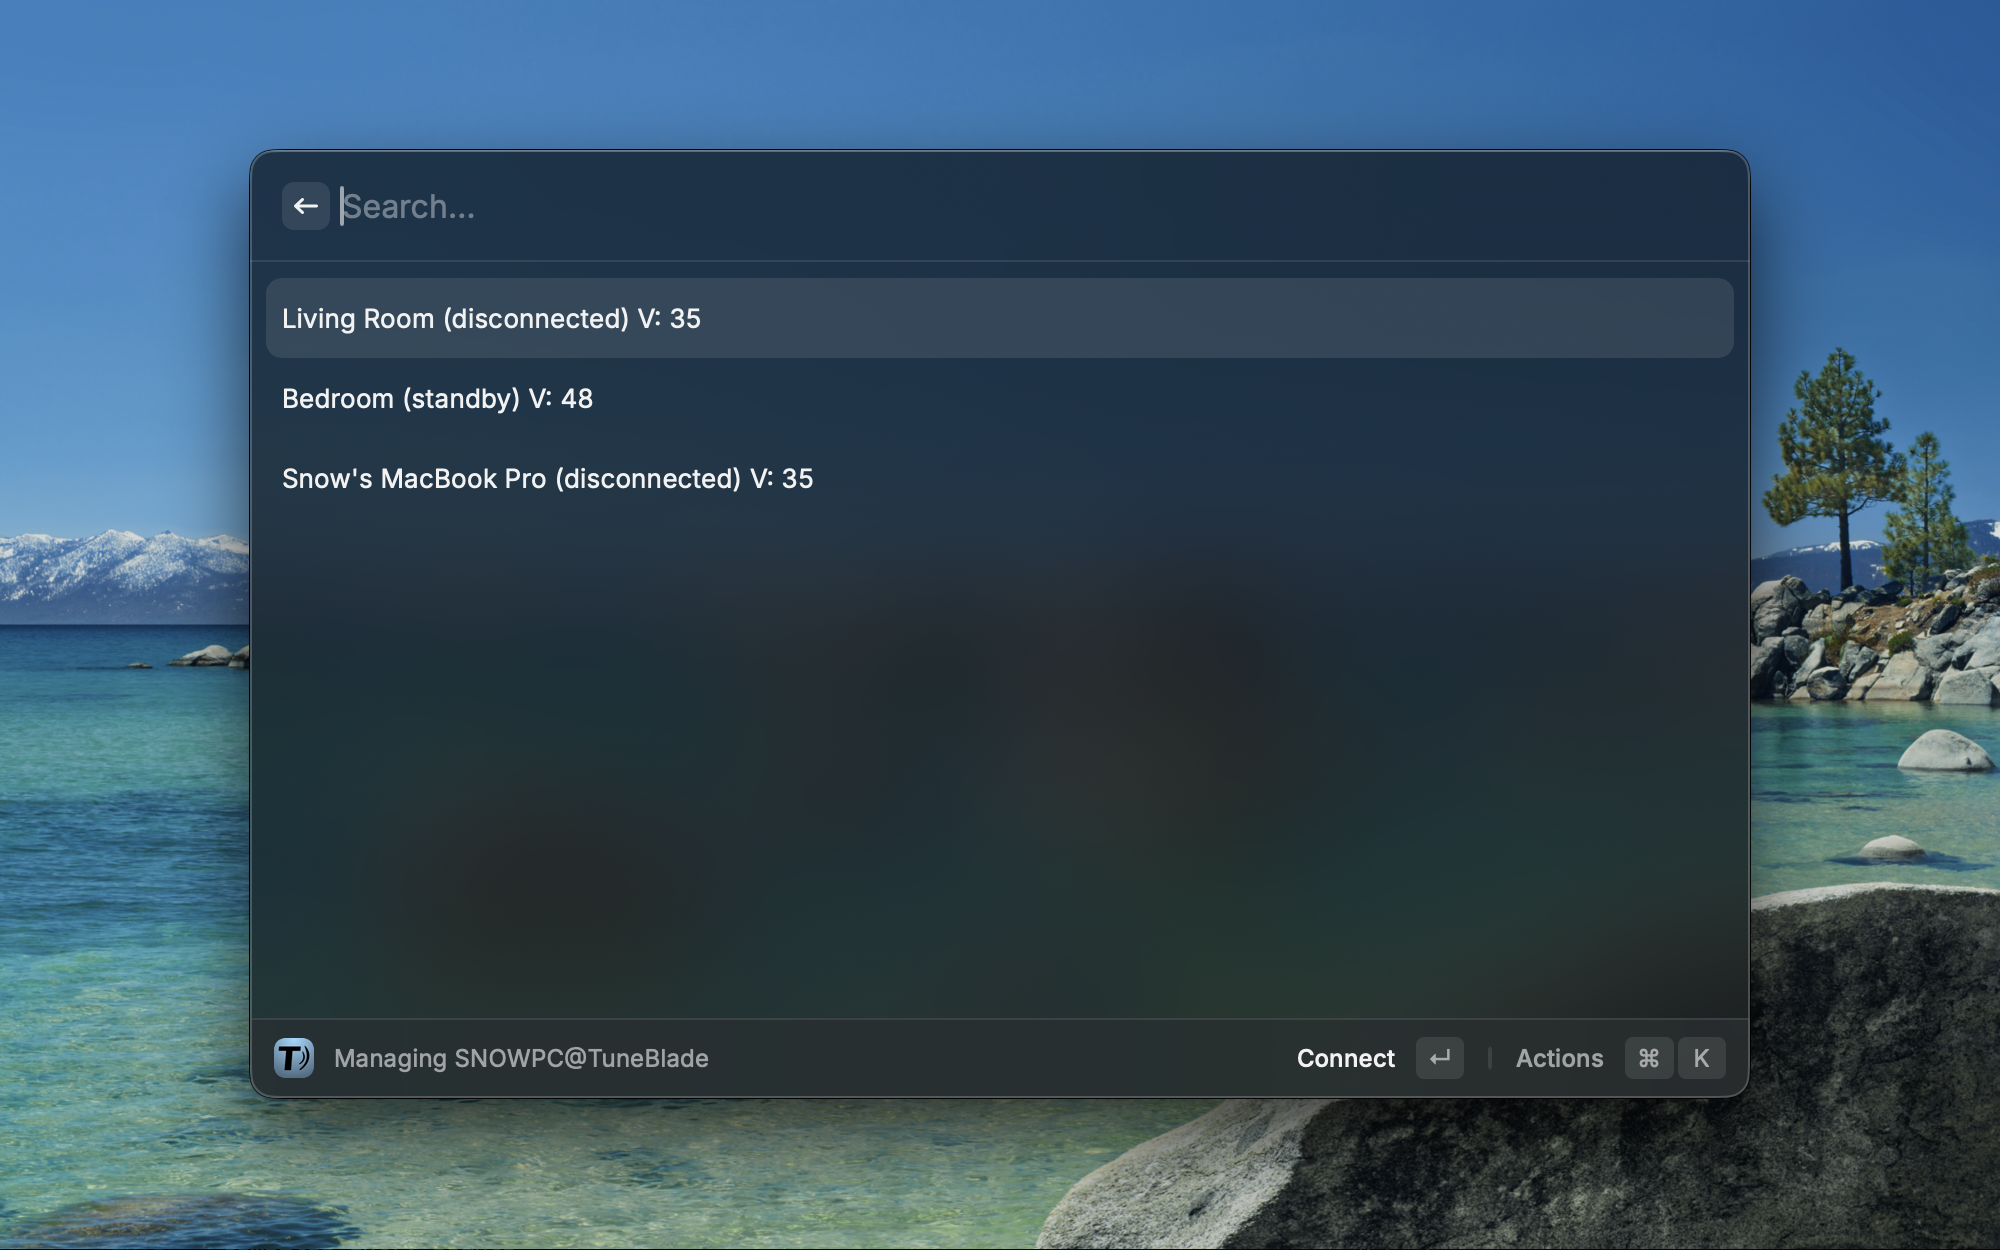 Search...
Living Room (disconnected) V: 35
Bedroom (standby) V: 48
Snow's MacBook Pro (disconnected) V: 35
T Managing SNOWPC@TuneBlade Connect ↵ Actions ⌘ K